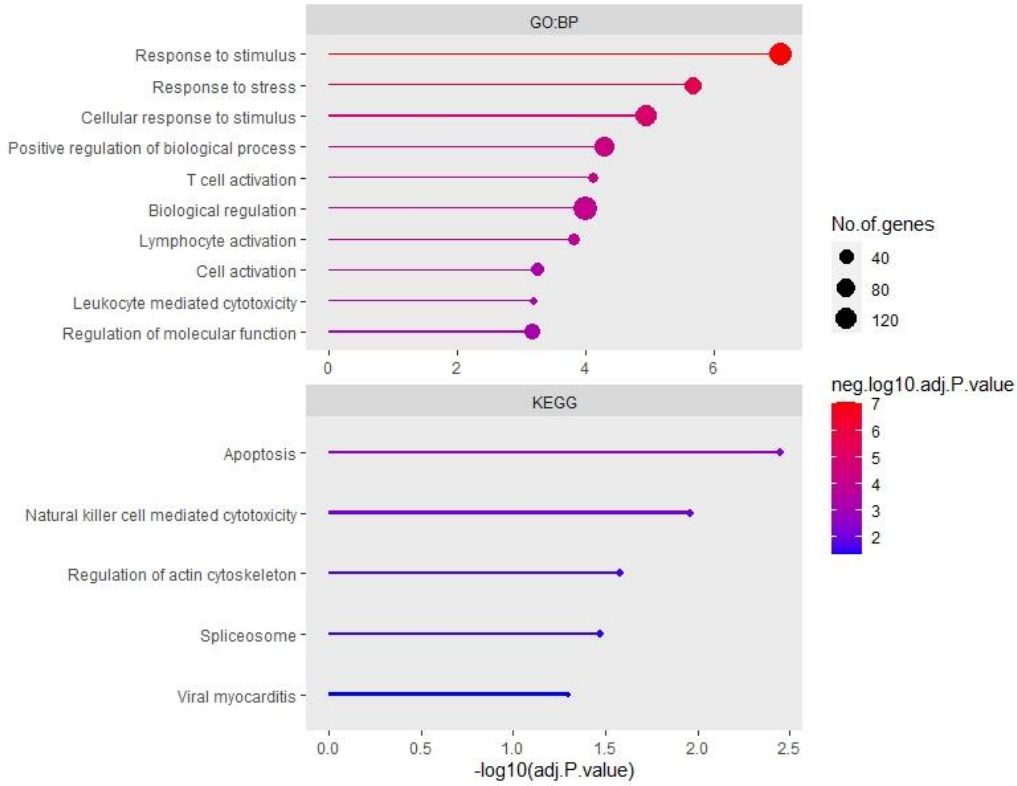 GO:BP
Response to stimulus
Response to stress
Cellular response to stimulus
Positive regulation of biological process
T cell activation
Biological regulation
Lymphocyte activation
Cell activation
Leukocyte mediated cytotoxicity
Regulation of molecular function
0 2 4 6
KEGG
Apoptosis
Natural killer cell mediated cytotoxicity
Regulation of actin cytoskeleton
Spliceosome
Viral myocarditis
0.0 0.5 1.0 1.5 2.0 2.5
-log10(adj.P.value)
No.of.genes
40
80
120
neg.log10.adj.P.value
7
6
5
4
3
2